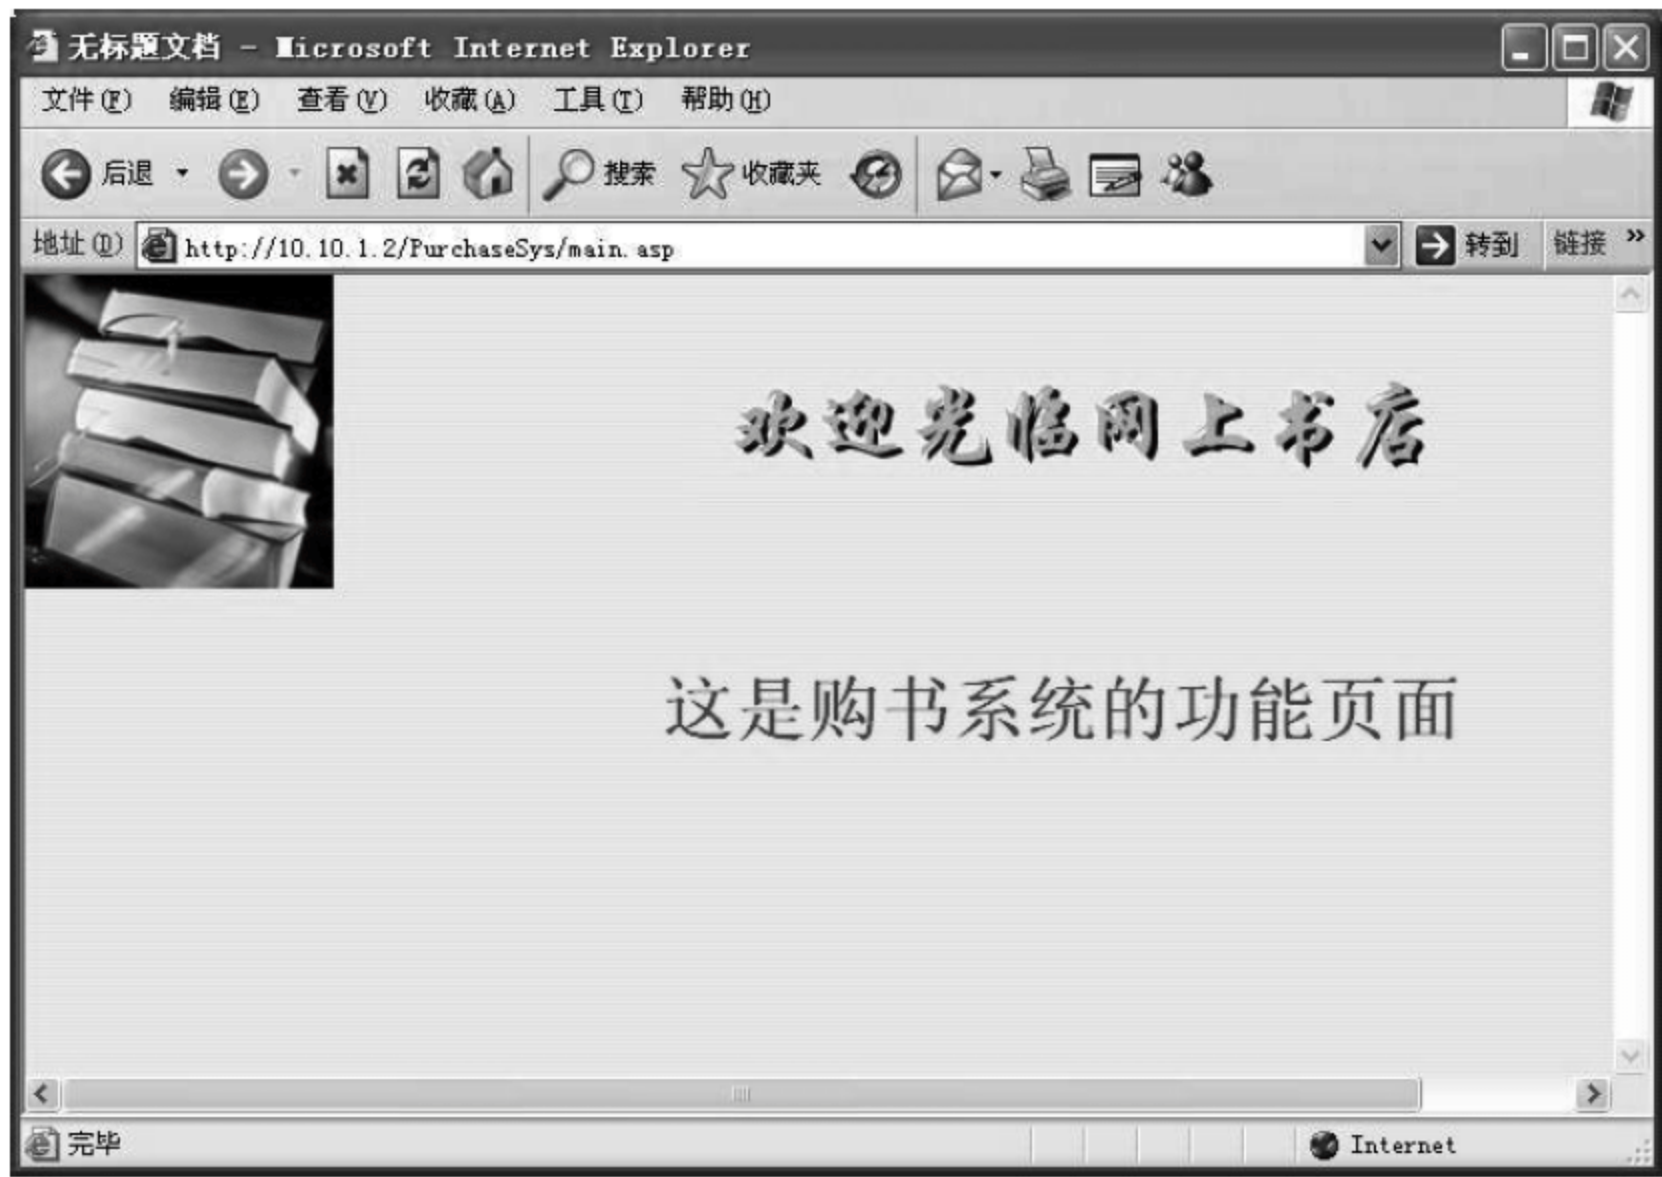 无标题文档 - Microsoft Internet Explorer
文件(F) 编辑(E) 查看(V) 收藏(A) 工具(T) 帮助(H)
后退 搜索 收藏夹
地址(D) http://10.10.1.2/PurchaseSys/main.asp 转到 链接 »
欢迎光临网上书店
这是购书系统的功能页面
完毕 Internet